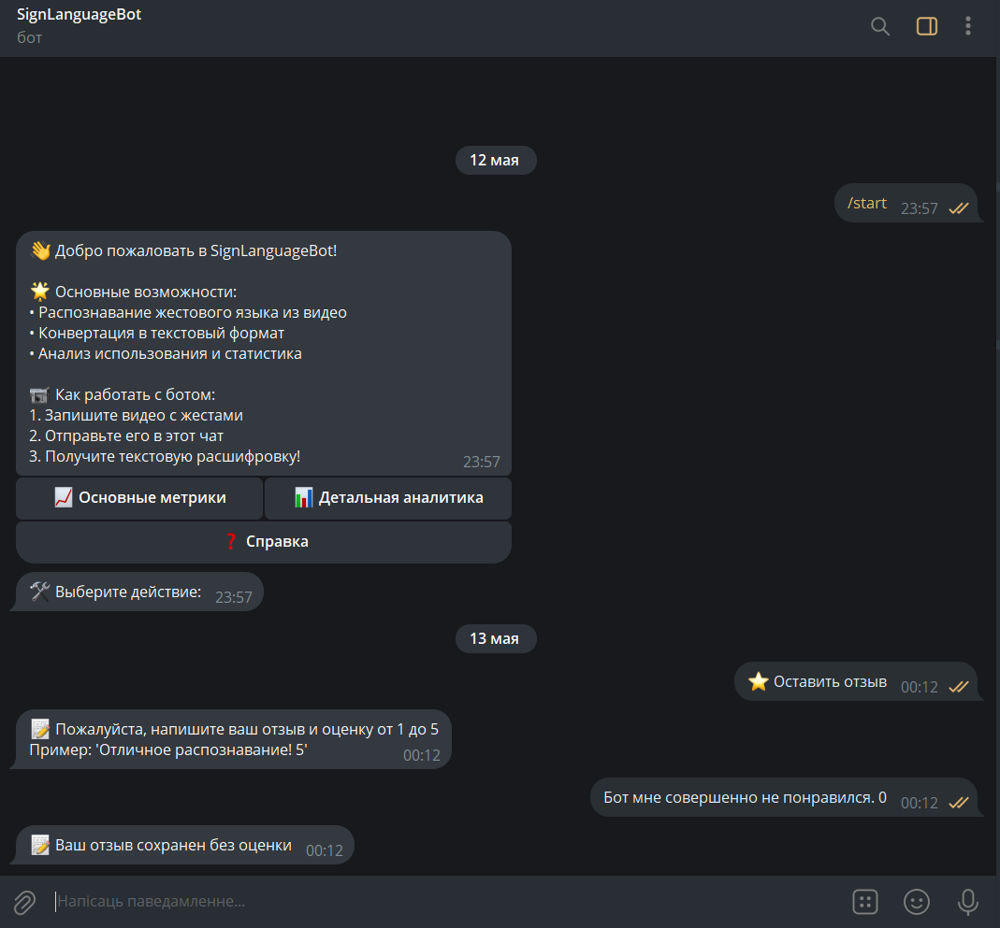 SignLanguageBot
бот
12 мая
/start 23:57
👋 Добро пожаловать в SignLanguageBot!
🌟 Основные возможности:
• Распознавание жестового языка из видео
• Конвертация в текстовый формат
• Анализ использования и статистика
📹 Как работать с ботом:
1. Запишите видео с жестами
2. Отправьте его в этот чат
3. Получите текстовую расшифровку!
23:57
📈 Основные метрики
📊 Детальная аналитика
❓ Справка
🛠 Выберите действие: 23:57
13 мая
⭐ Оставить отзыв 00:12
📝 Пожалуйста, напишите ваш отзыв и оценку от 1 до 5
Пример: 'Отличное распознавание! 5' 00:12
Бот мне совершенно не понравился. 0 00:12
📝 Ваш отзыв сохранен без оценки 00:12
Напісаць паведамленне...